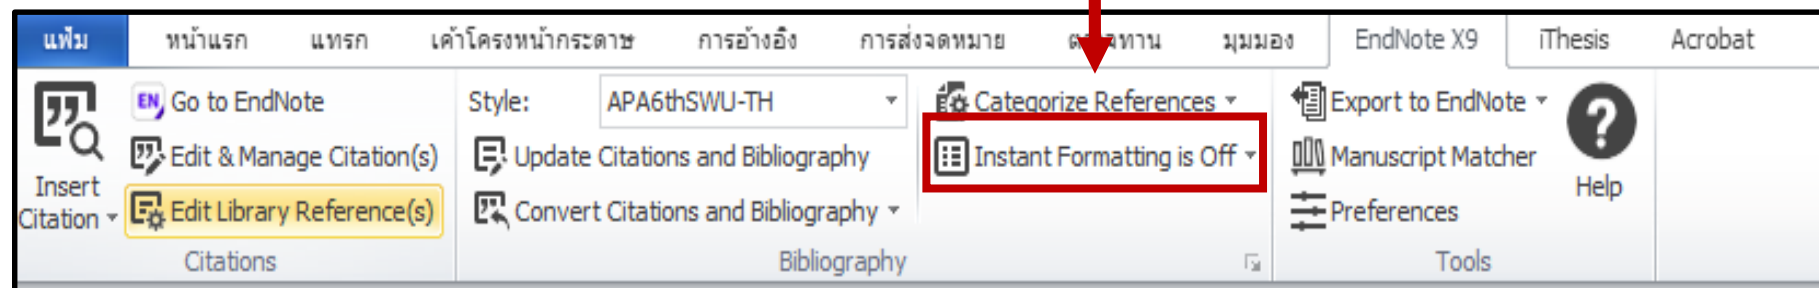 แฟ้ม หน้าแรก แทรก เค้าโครงหน้ากระดาษ การอ้างอิง การส่งจดหมาย มุมมอง EndNote X9 iThesis Acrobat
Go to EndNote Style: APA6thSWU-TH Categorize References Export to EndNote
Edit & Manage Citation(s) Update Citations and Bibliography Instant Formatting is Off Manuscript Matcher
Insert Citation Edit Library Reference(s) Convert Citations and Bibliography Preferences Help
Citations Bibliography Tools